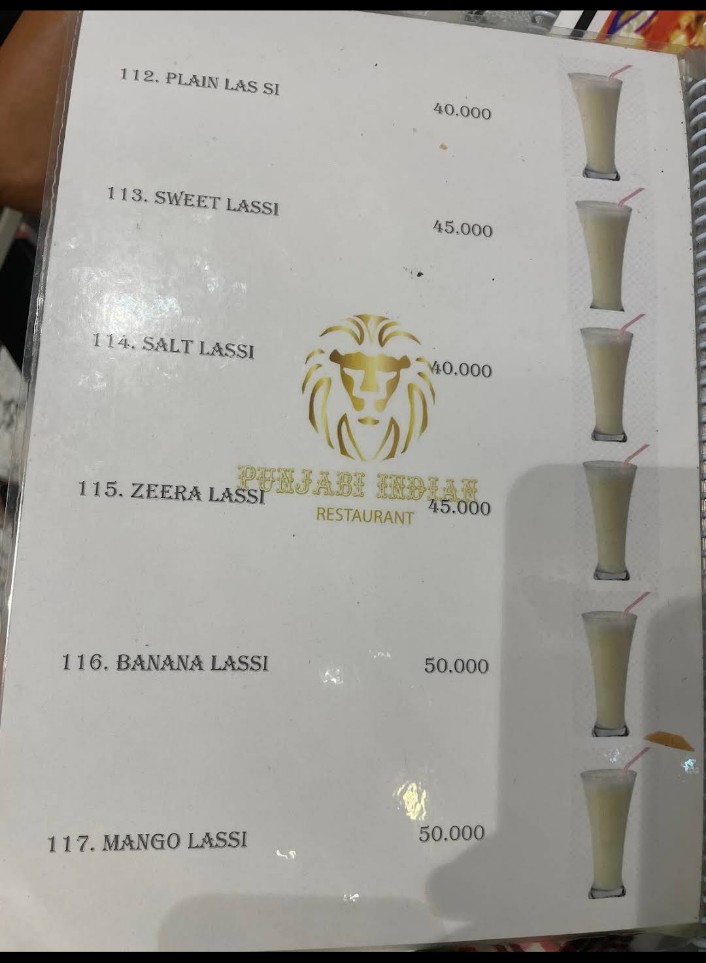 112. PLAIN LAS SI
40.000
113. SWEET LASSI
45.000
114. SALT LASSI
40.000
PUNJABI INDIAN
RESTAURANT
115. ZEERA LASSI
45.000
116. BANANA LASSI
50.000
117. MANGO LASSI
50.000